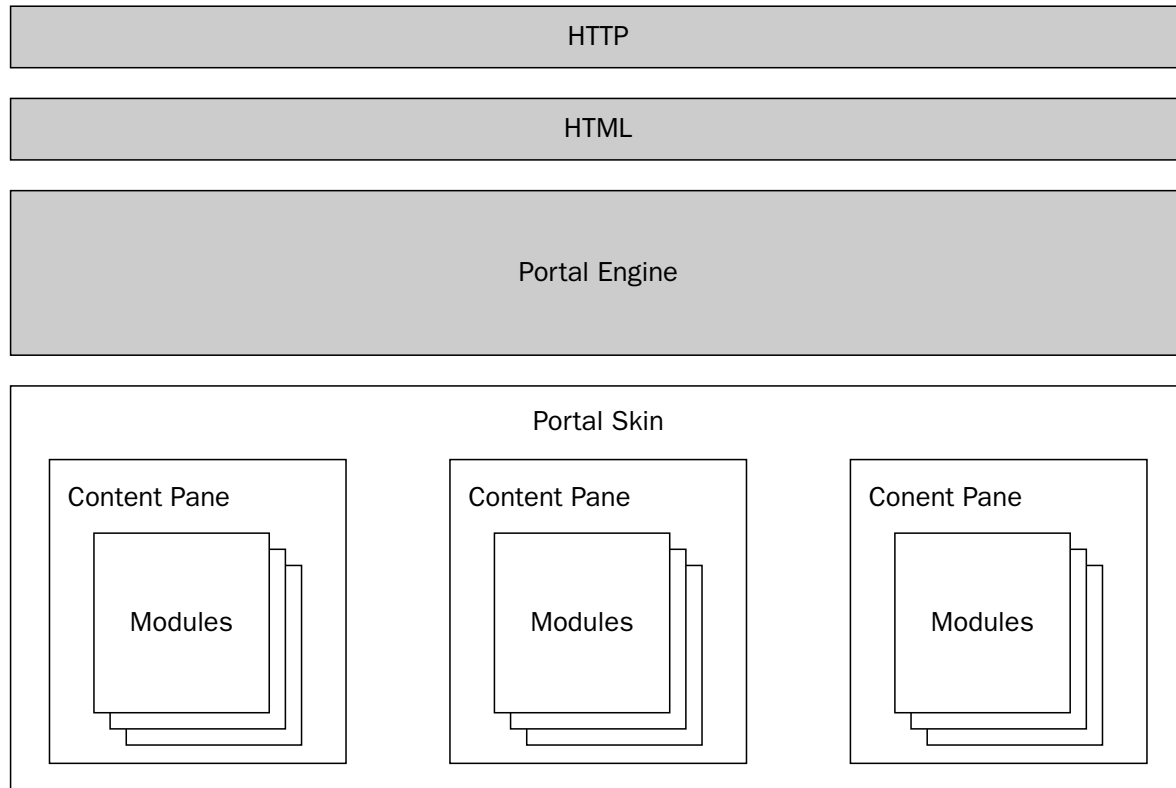 HTTP
HTML
Portal Engine
Portal Skin
Content Pane
Modules
Content Pane
Modules
Conent Pane
Modules